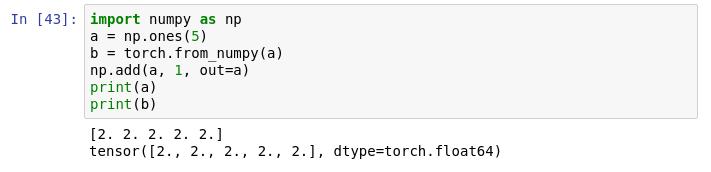 In [43]: import numpy as np
a = np.ones(5)
b = torch.from_numpy(a)
np.add(a, 1, out=a)
print(a)
print(b)
[2. 2. 2. 2. 2.]
tensor([2., 2., 2., 2., 2.], dtype=torch.float64)